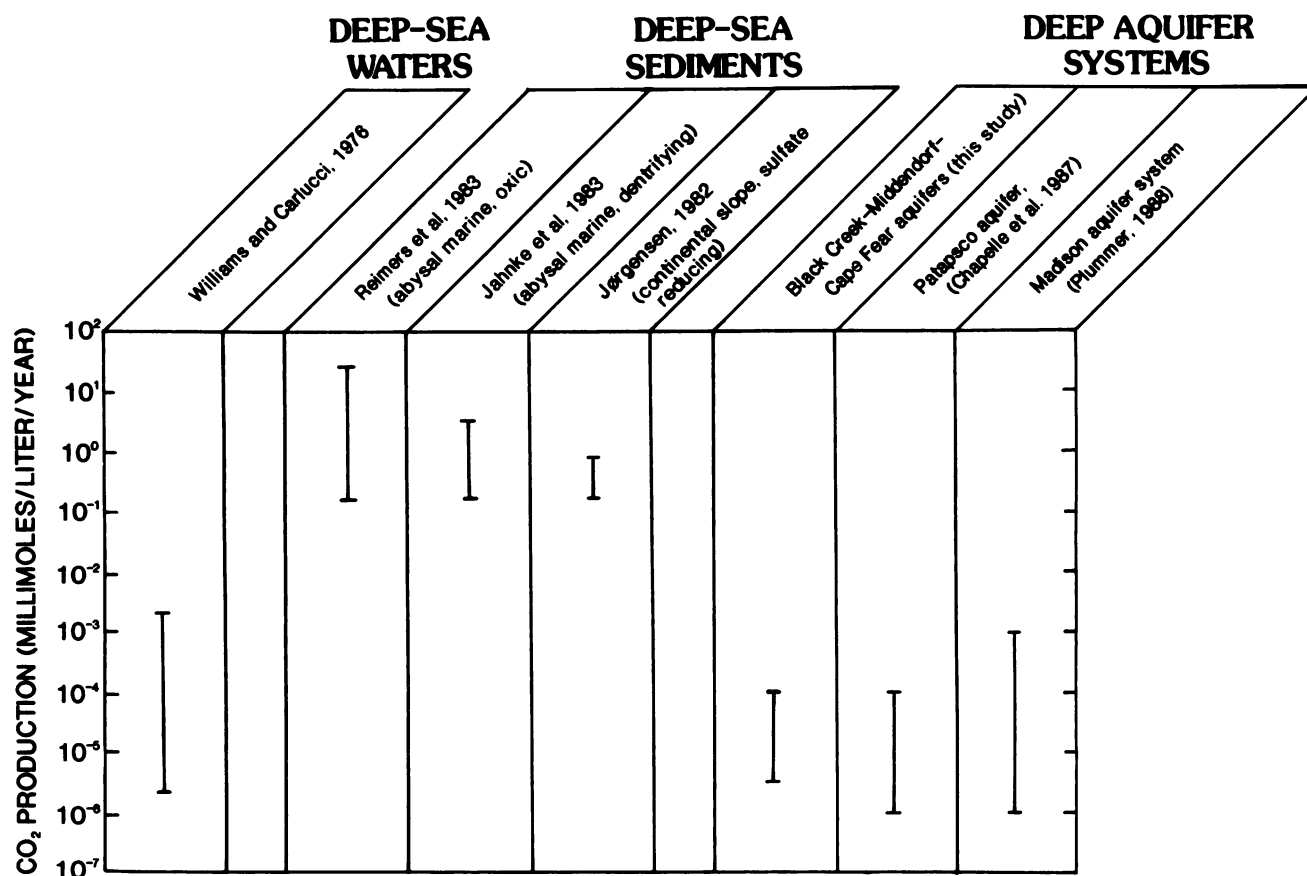 DEEP-SEA
WATERS
DEEP-SEA
SEDIMENTS
DEEP AQUIFER
SYSTEMS
Williams and Carlucci, 1976
Reimers et al, 1983
(abysal marine, oxic)
Jahnke et al, 1983
(abysal marine, dentrifying)
Jørgensen, 1982
(continental slope, sulfate
reducing)
Black Creek-Middendorf-
Cape Fear aquifers (this study)
Patapsco aquifer,
(Chapelle et al. 1987)
Madison aquifer system
(Plummer, 1988)
CO₂ PRODUCTION (MILLIMOLES/LITER/YEAR)
10²
10¹
10⁰
10⁻¹
10⁻²
10⁻³
10⁻⁴
10⁻⁵
10⁻⁶
10⁻⁷